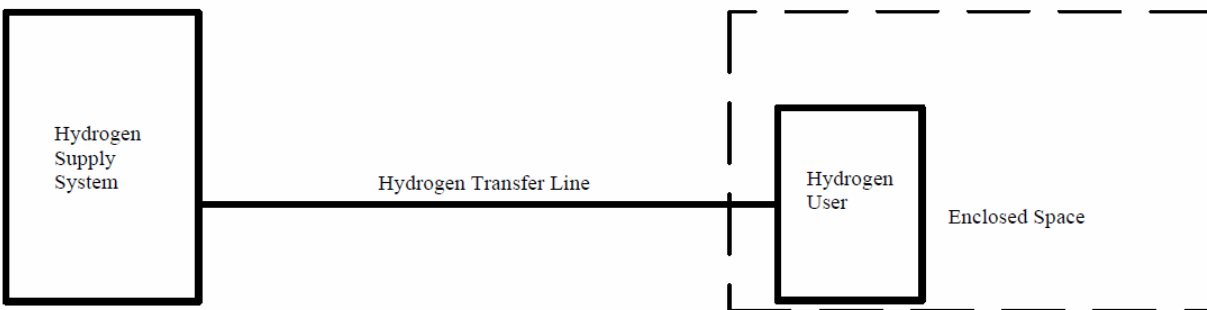 Hydrogen
Supply
System
Hydrogen Transfer Line
Hydrogen
User
Enclosed Space